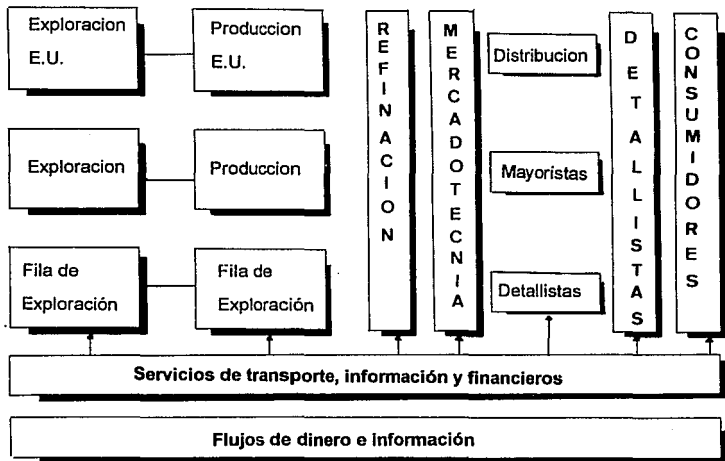 Exploracion
E.U.
Produccion
E.U.
Exploracion
Produccion
Fila de
Exploración
Fila de
Exploración
REFINACION
MERCADOTECNIA
Distribucion
Mayoristas
Detallistas
DETALLISTAS
CONSUMIDORES
Servicios de transporte, información y financieros
Flujos de dinero e información